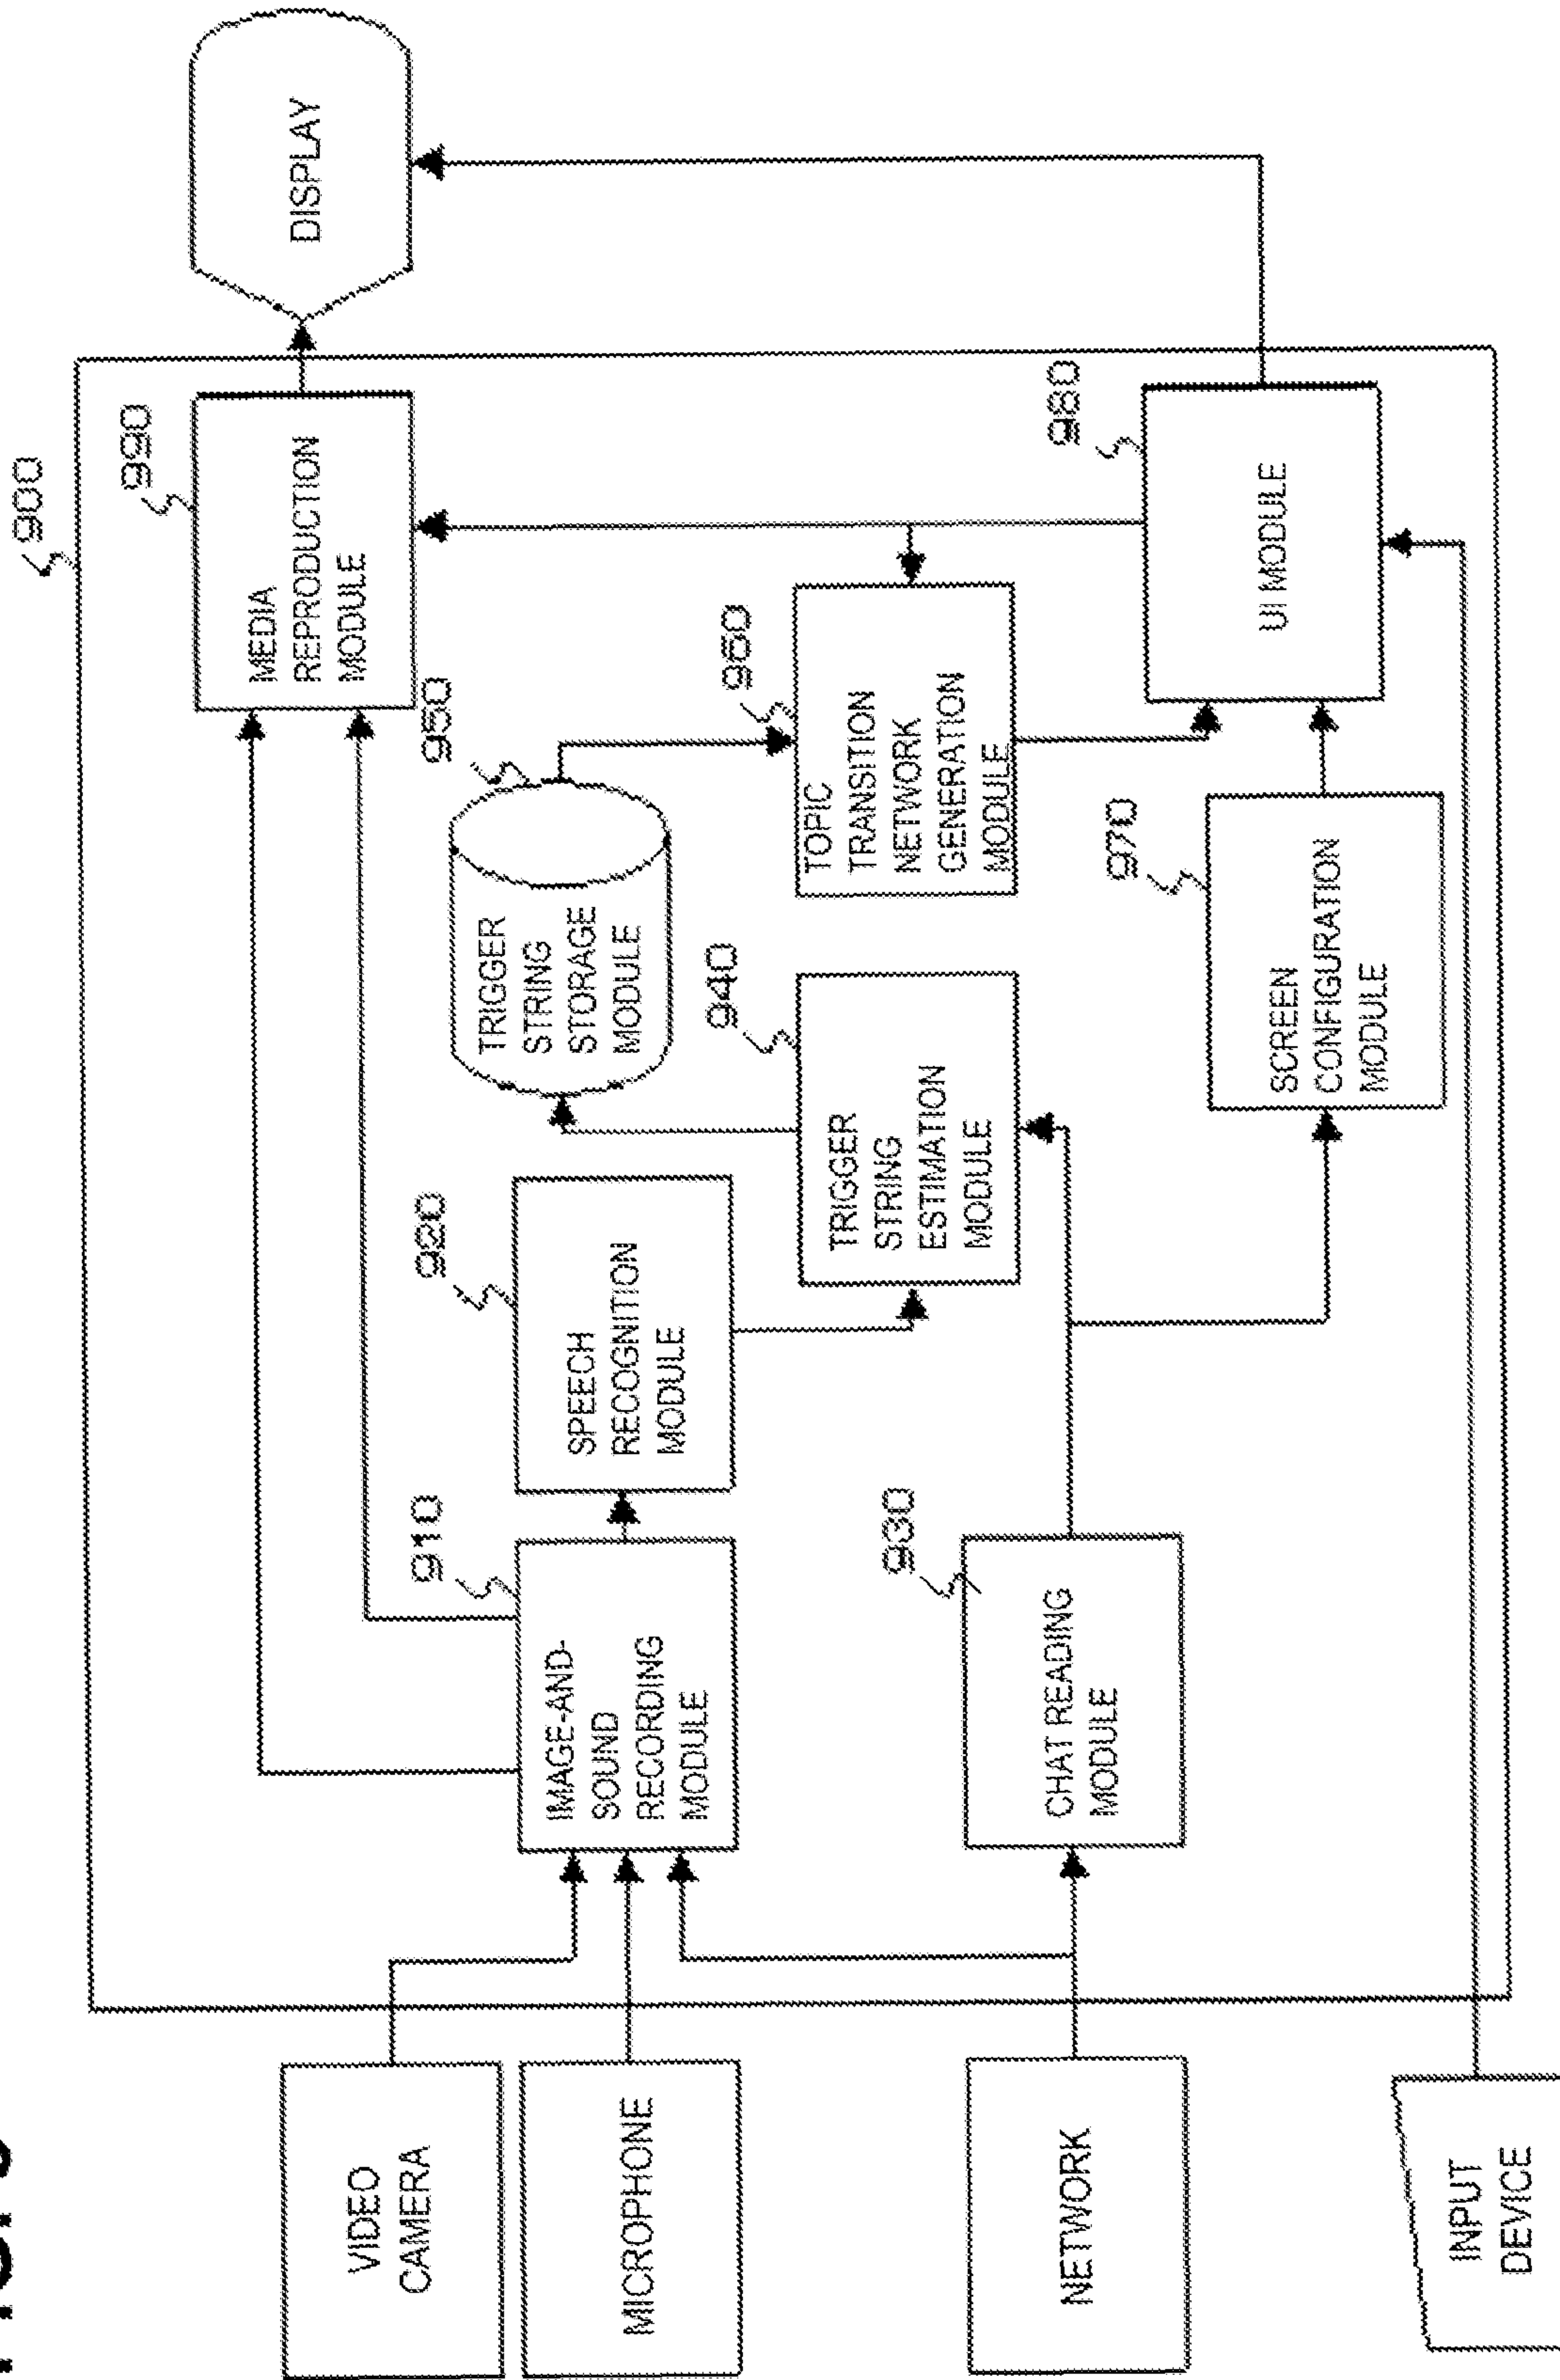 900
VIDEO
CAMERA
MICROPHONE
NETWORK
INPUT
DEVICE
910
IMAGE-AND-
SOUND
RECORDING
MODULE
920
SPEECH
RECOGNITION
MODULE
930
CHAT READING
MODULE
940
TRIGGER
STRING
ESTIMATION
MODULE
950
TRIGGER
STRING
STORAGE
MODULE
960
TOPIC
TRANSITION
NETWORK
GENERATION
MODULE
970
SCREEN
CONFIGURATION
MODULE
980
UI MODULE
990
MEDIA
REPRODUCTION
MODULE
DISPLAY